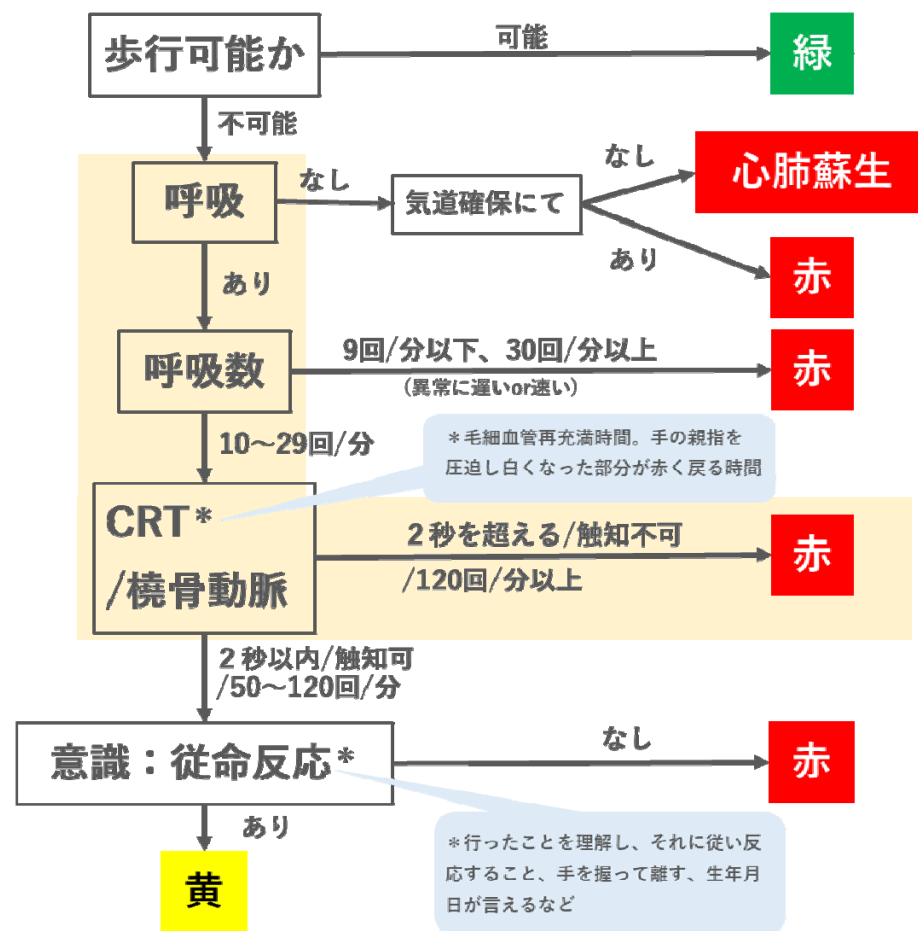 歩行可能か
可能
緑
不可能
呼吸
なし
気道確保にて
なし
心肺蘇生
あり
赤
あり
呼吸数
9回/分以下、30回/分以上
(異常に遅いor速い)
赤
10〜29回/分
*毛細血管再充満時間。手の親指を
圧迫し白くなった部分が赤く戻る時間
CRT*
/橈骨動脈
2秒を超える/触知不可
/120回/分以上
赤
2秒以内/触知可
/50〜120回/分
意識:従命反応*
なし
赤
あり
*行ったことを理解し、それに従い反
応すること、手を握って離す、生年月
日が言えるなど
黄